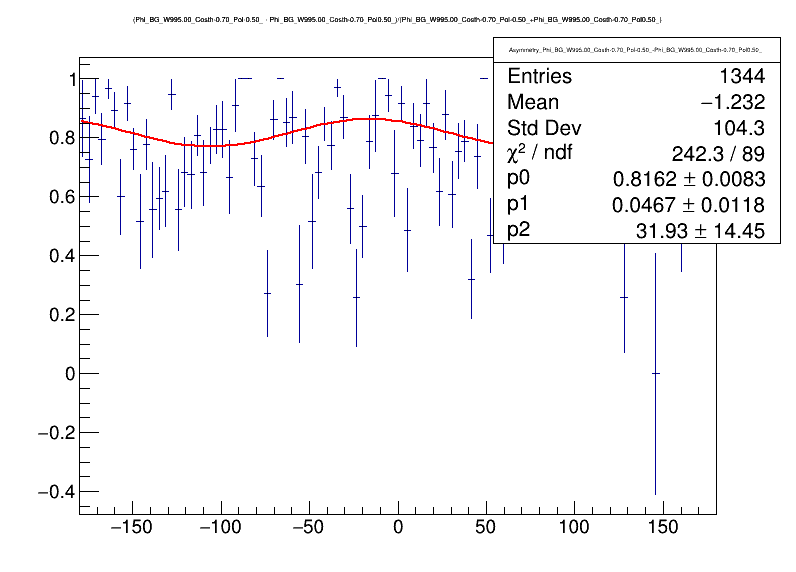 (Phi_BG_W995.00_Costh-0.70_Pol-0.50_ - Phi_BG_W995.00_Costh-0.70_Pol0.50_)/(Phi_BG_W995.00_Costh-0.70_Pol-0.50_+Phi_BG_W995.00_Costh-0.70_Pol0.50_)
Asymmetry_Phi_BG_W995.00_Costh-0.70_Pol-0.50_-Phi_BG_W995.00_Costh-0.70_Pol0.50_
Entries 1344
Mean −1.232
Std Dev 104.3
χ² / ndf 242.3 / 89
p0 0.8162 ± 0.0083
p1 0.0467 ± 0.0118
p2 31.93 ± 14.45
1
0.8
0.6
0.4
0.2
0
−0.2
−0.4
−150 −100 −50 0 50 100 150